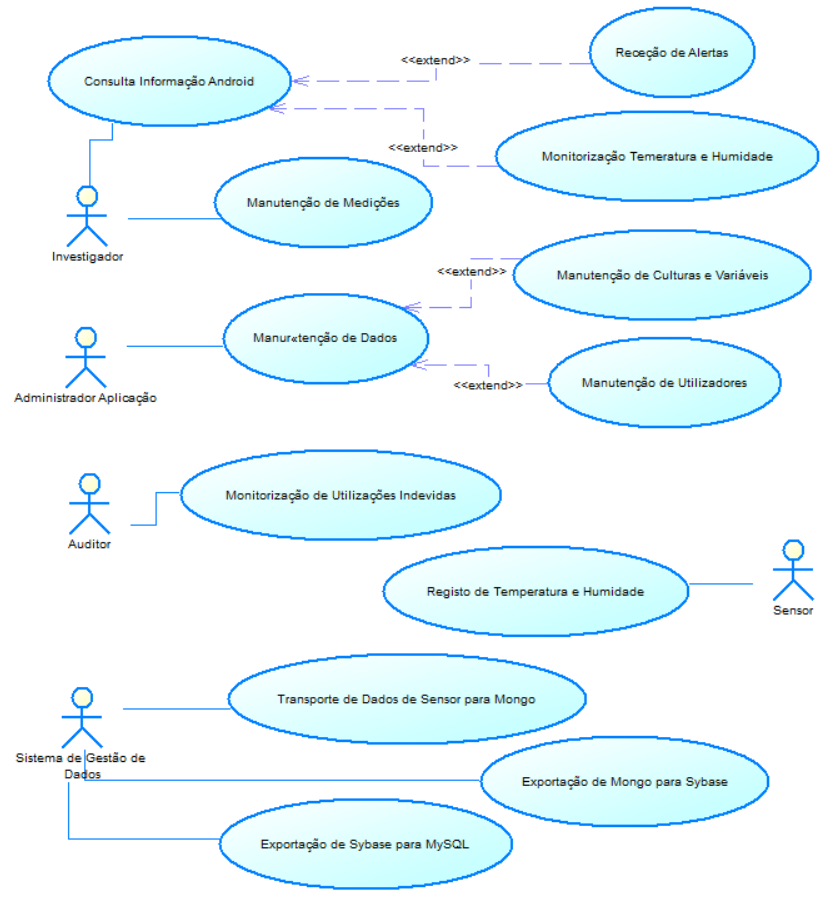 <<extend>>
Receção de Alertas
Consulta Informação Android
<<extend>>
Monitorização Temeratura e Humidade
Manutenção de Medições
Investigador
<<extend>>
Manutenção de Culturas e Variáveis
Manur«tenção de Dados
<<extend>>
Manutenção de Utilizadores
Administrador Aplicação
Monitorização de Utilizações Indevidas
Auditor
Registo de Temperatura e Humidade
Sensor
Transporte de Dados de Sensor para Mongo
Sistema de Gestão de
Dados
Exportação de Mongo para Sybase
Exportação de Sybase para MySQL